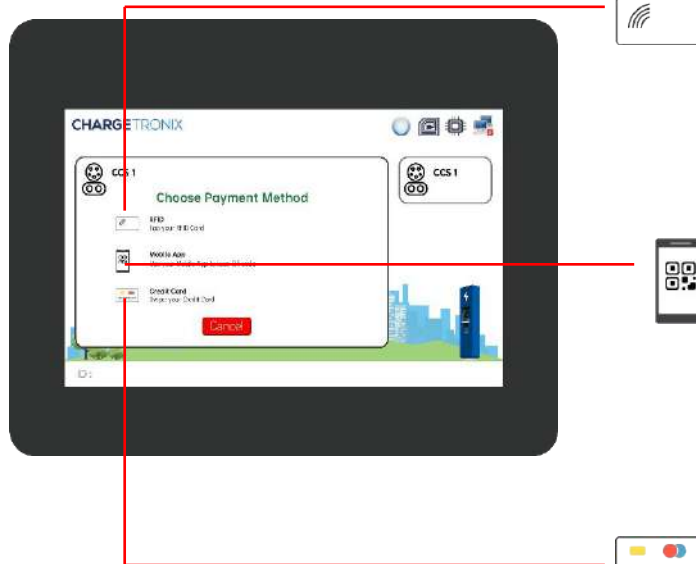 CHARGETRONIX
CCS 1
CCS 1
Choose Payment Method
RFID
Tap your RFID Card
Mobile App
Credit Card
Swipe your Credit Card
Cancel